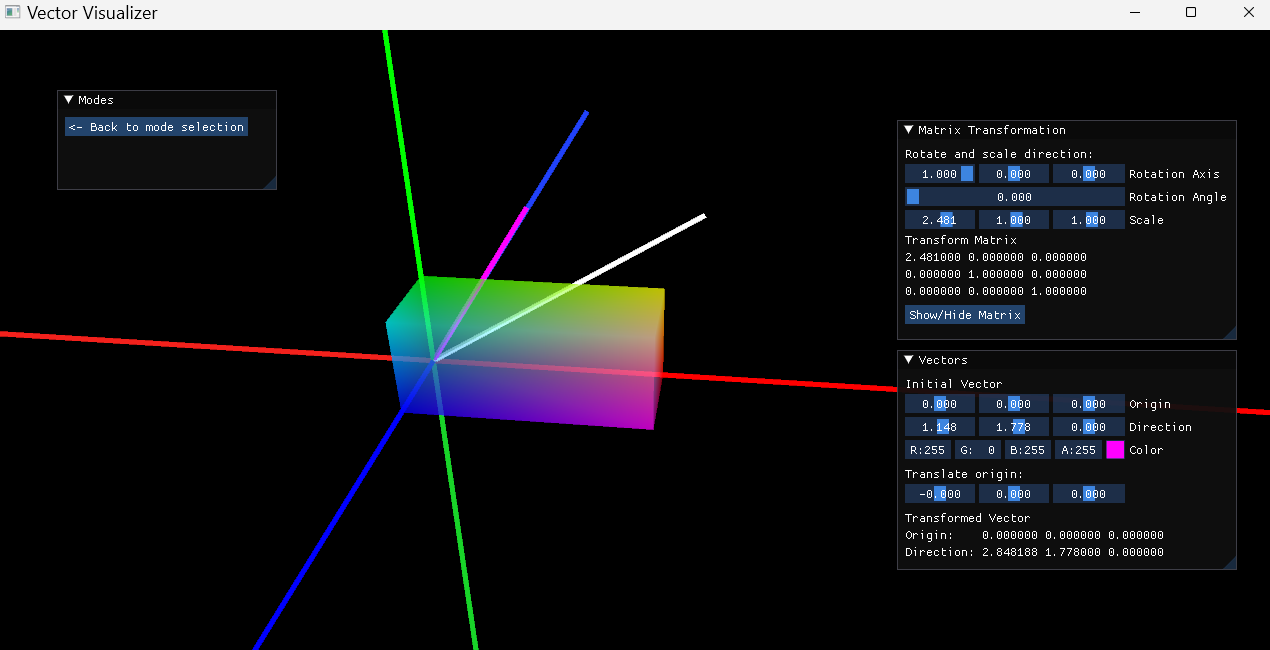 Vector Visualizer
Modes
<- Back to mode selection
Matrix Transformation
Rotate and scale direction:
1.000 0.000 0.000 Rotation Axis
0.000 Rotation Angle
2.481 1.000 1.000 Scale
Transform Matrix
2.481000 0.000000 0.000000
0.000000 1.000000 0.000000
0.000000 0.000000 1.000000
Show/Hide Matrix
Vectors
Initial Vector
0.000 0.000 0.000 Origin
1.148 1.778 0.000 Direction
R:255 G: 0 B:255 A:255 Color
Translate origin:
-0.000 0.000 0.000
Transformed Vector
Origin: 0.000000 0.000000 0.000000
Direction: 2.848188 1.778000 0.000000